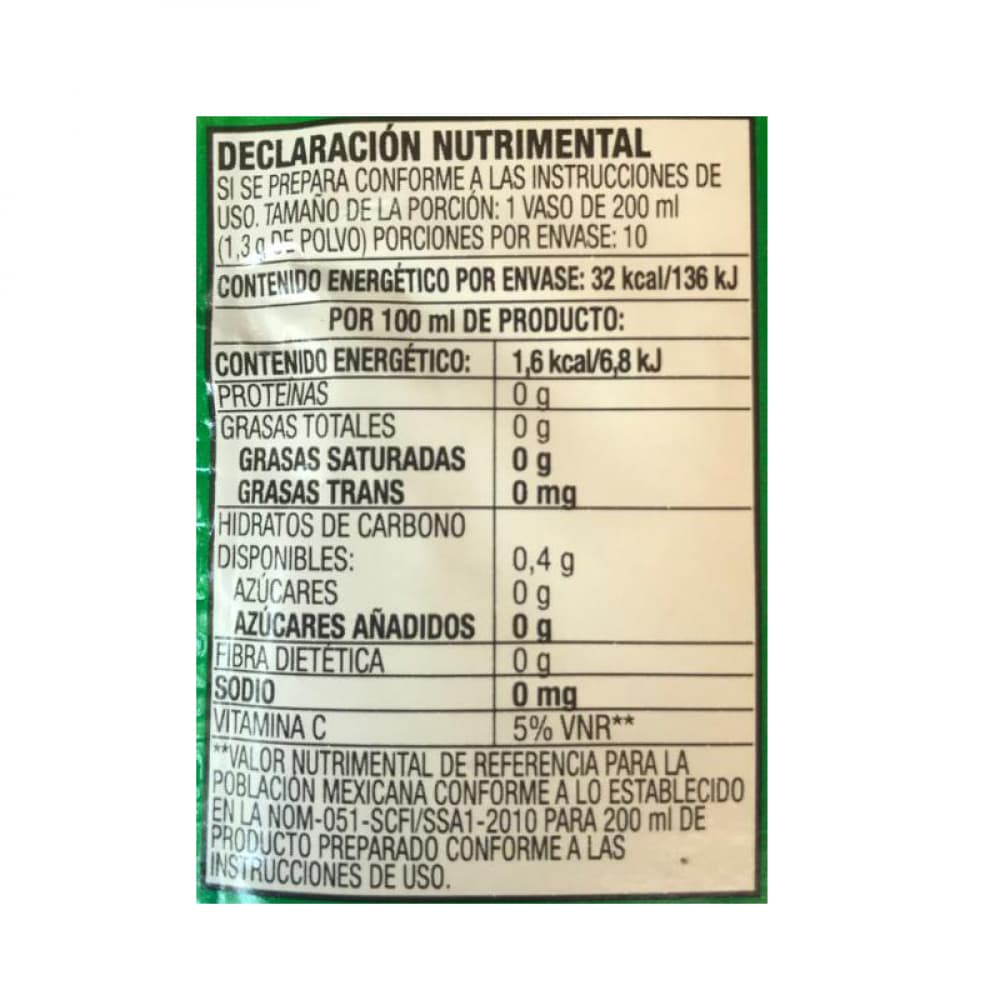 DECLARACIÓN NUTRIMENTAL
SI SE PREPARA CONFORME A LAS INSTRUCCIONES DE
USO. TAMAÑO DE LA PORCIÓN: 1 VASO DE 200 ml
(1,3 g DE POLVO) PORCIONES POR ENVASE: 10
CONTENIDO ENERGÉTICO POR ENVASE: 32 kcal/136 kJ
POR 100 ml DE PRODUCTO:
CONTENIDO ENERGÉTICO: 1,6 kcal/6,8 kJ
PROTEÍNAS 0 g
GRASAS TOTALES 0 g
GRASAS SATURADAS 0 g
GRASAS TRANS 0 mg
HIDRATOS DE CARBONO
DISPONIBLES: 0,4 g
AZÚCARES 0 g
AZÚCARES AÑADIDOS 0 g
FIBRA DIETÉTICA 0 g
SODIO 0 mg
VITAMINA C 5% VNR**
**VALOR NUTRIMENTAL DE REFERENCIA PARA LA
POBLACIÓN MEXICANA CONFORME A LO ESTABLECIDO
EN LA NOM-051-SCFI/SSA1-2010 PARA 200 ml DE
PRODUCTO PREPARADO CONFORME A LAS
INSTRUCCIONES DE USO.